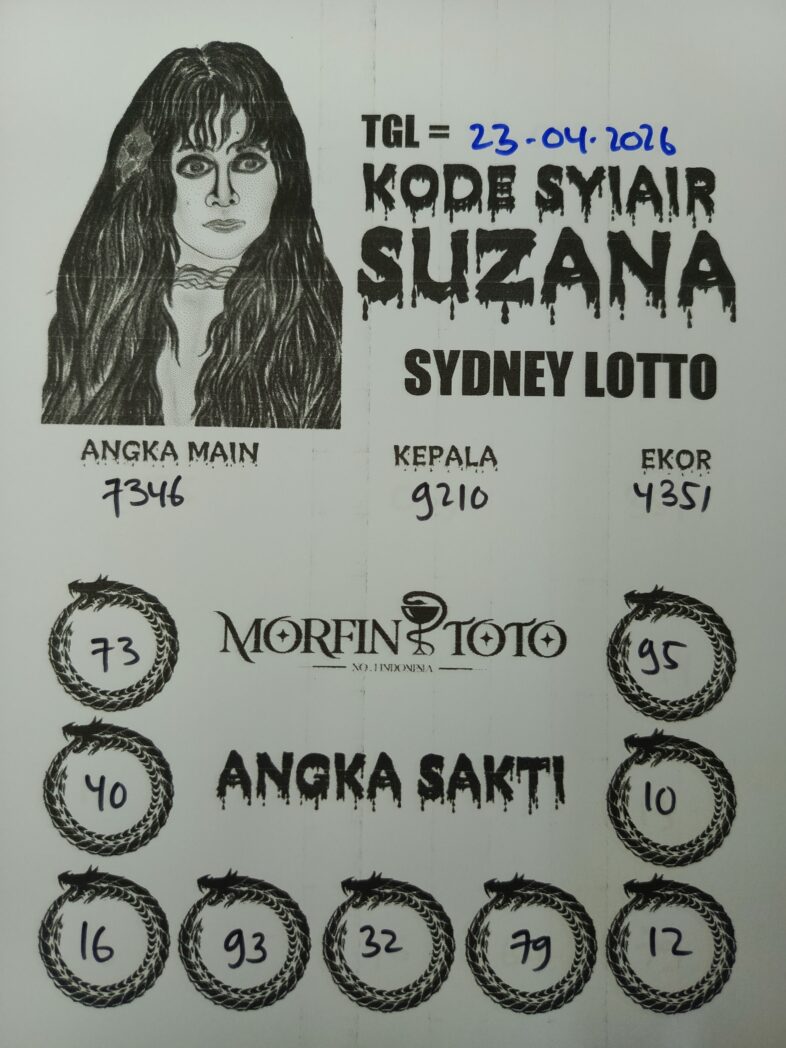 TGL = 23-04-2026
KODE SYIAIR
SUZANA
SYDNEY LOTTO
ANGKA MAIN KEPALA EKOR
7346 9210 4351
73 MORFIN TOTO 95
NO.1 INDONESIA
40 ANGKA SAKTI 10
16 93 32 79 12